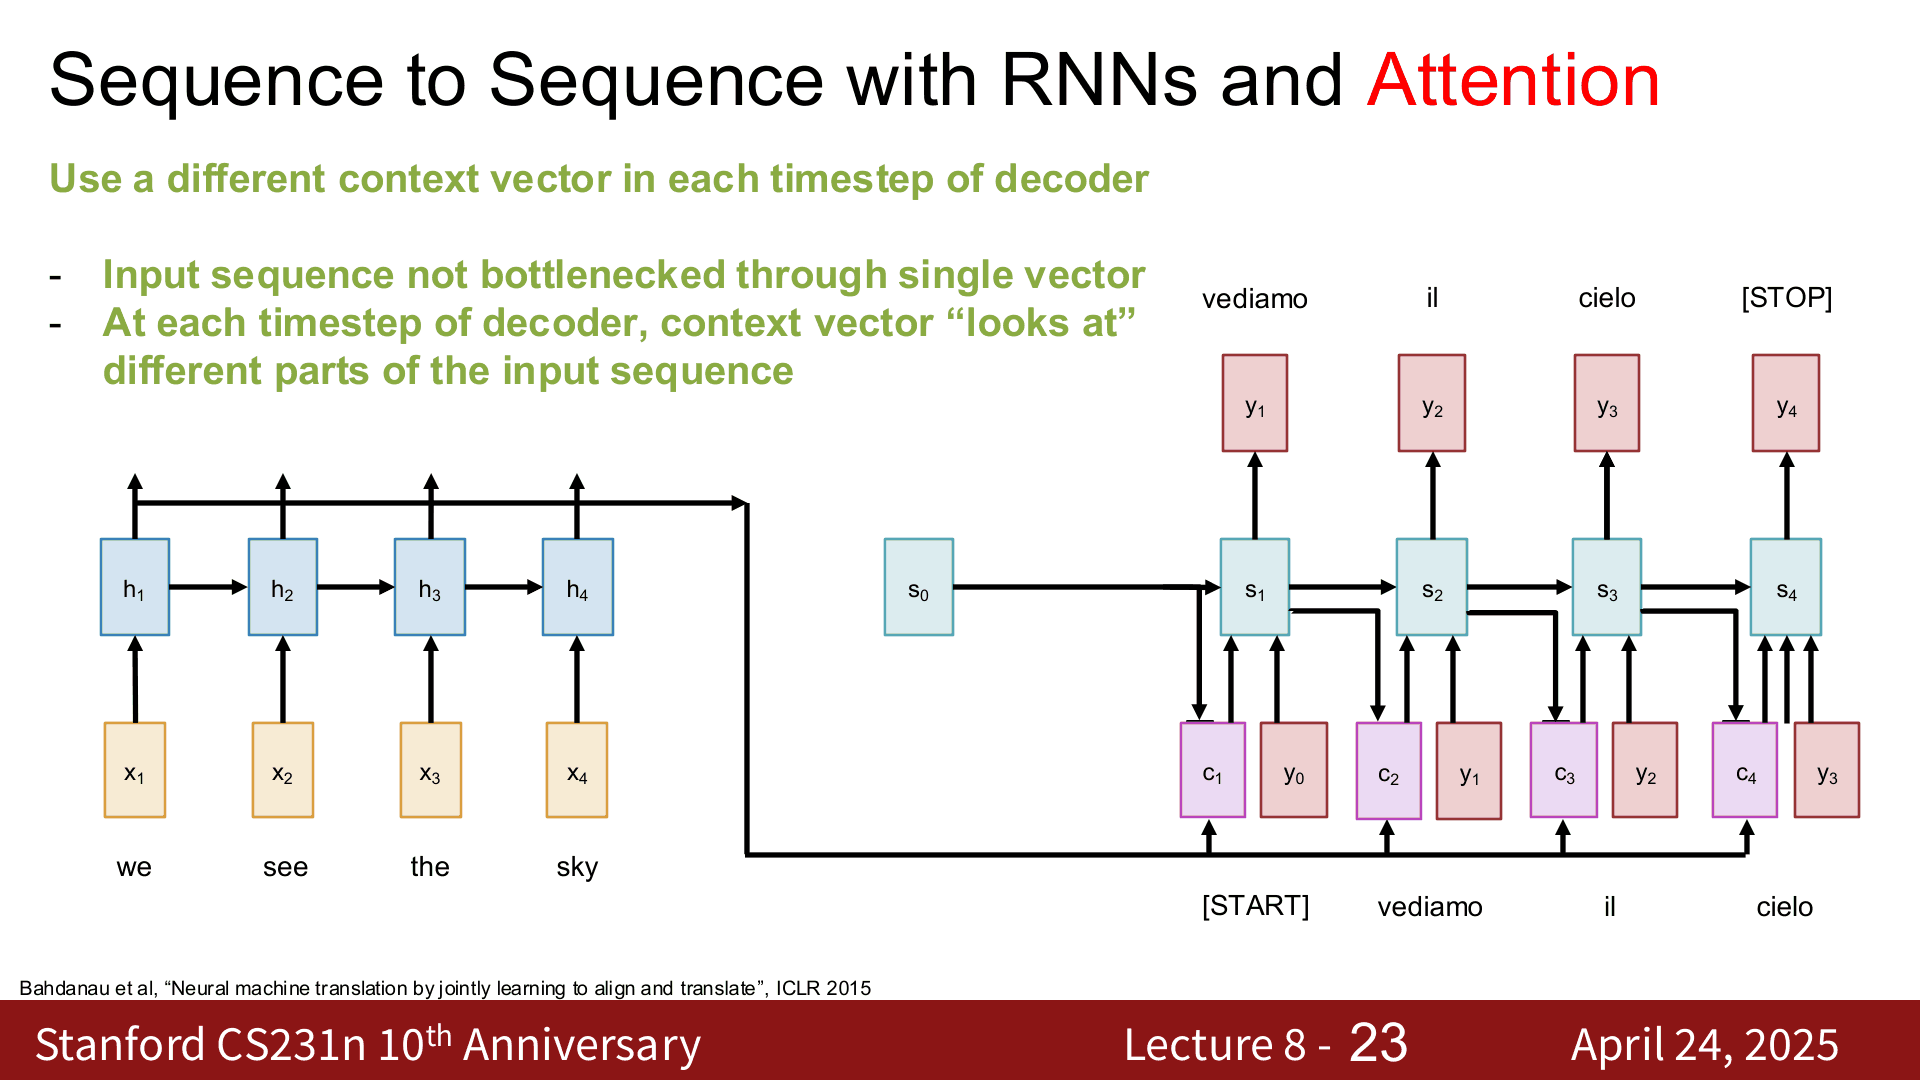 Sequence to Sequence with RNNs and Attention
Use a different context vector in each timestep of decoder
- Input sequence not bottlenecked through single vector
- At each timestep of decoder, context vector “looks at”
different parts of the input sequence
vediamo il cielo [STOP]
y1 y2 y3 y4
h1 h2 h3 h4 s0 s1 s2 s3 s4
x1 x2 x3 x4 c1 y0 c2 y1 c3 y2 c4 y3
we see the sky
[START] vediamo il cielo
Bahdanau et al, “Neural machine translation by jointly learning to align and translate”, ICLR 2015
Stanford CS231n 10th Anniversary Lecture 8 - 23 April 24, 2025